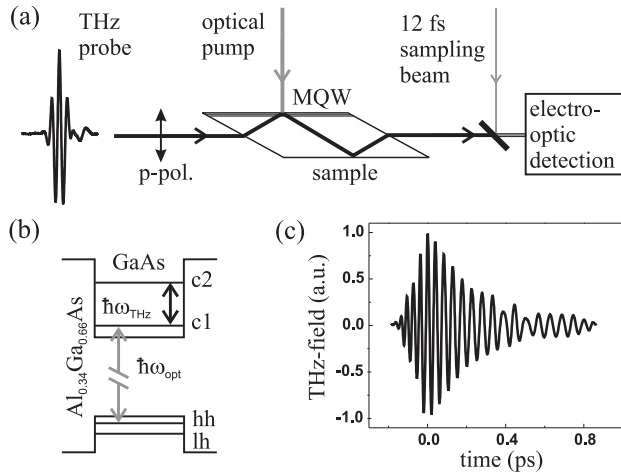 (a)
THz
probe
optical
pump
12 fs
sampling
beam
MQW
electro-
optic
detection
p-pol.
sample
(b)
GaAs
Al0.34Ga0.66As
c2
ħωTHz
c1
ħωopt
hh
lh
(c)
THz-field (a.u.)
1.0
0.5
0.0
-0.5
-1.0
0.0 0.4 0.8
time (ps)